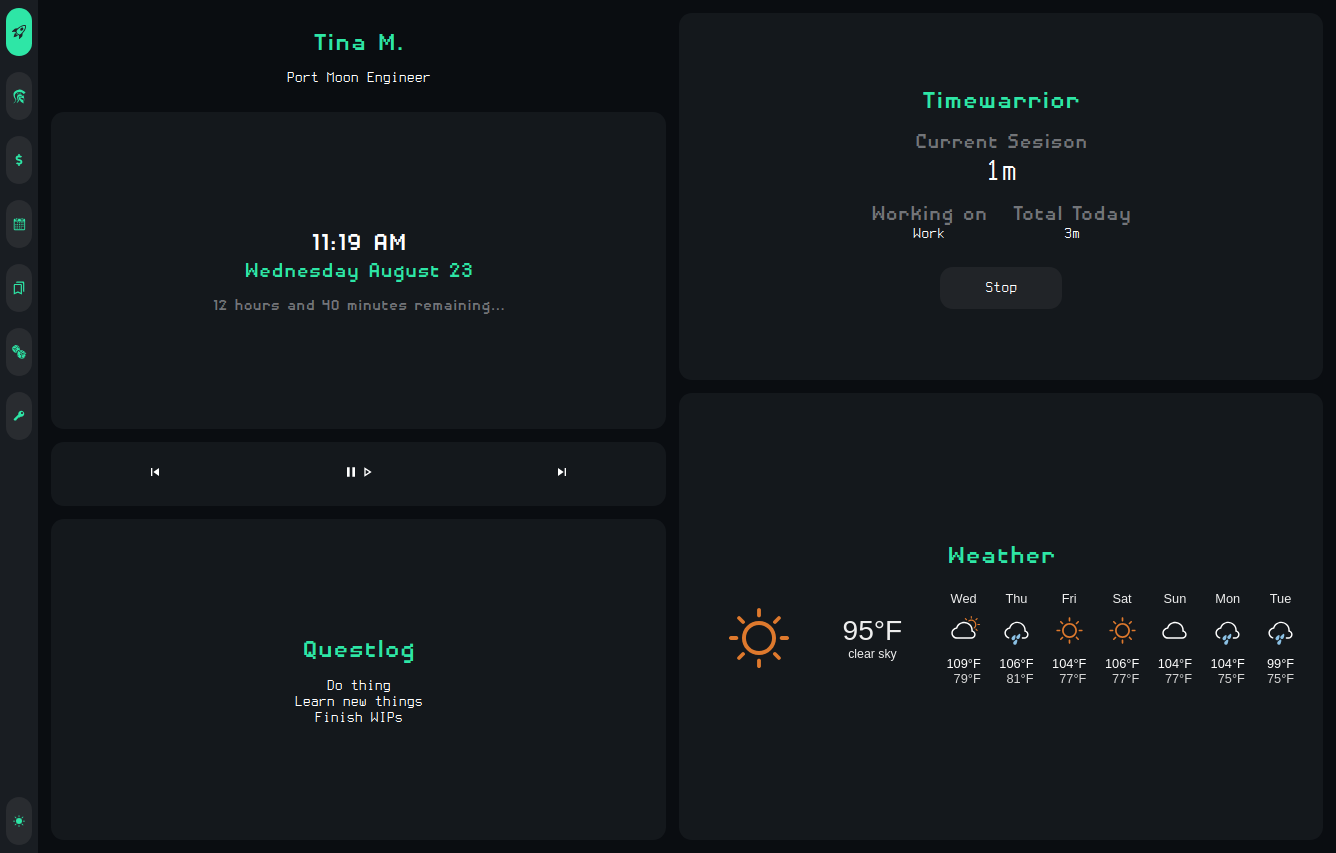 Tina M.
Port Moon Engineer
11:19 AM
Wednesday August 23
12 hours and 40 minutes remaining...
Questlog
Do thing
Learn new things
Finish WIPs
Timewarrior
Current Sesison
1m
Working on Total Today
Work 3m
Stop
Weather
95°F
clear sky
Wed Thu Fri Sat Sun Mon Tue
109°F 106°F 104°F 106°F 104°F 104°F 99°F
79°F 81°F 77°F 77°F 77°F 75°F 75°F